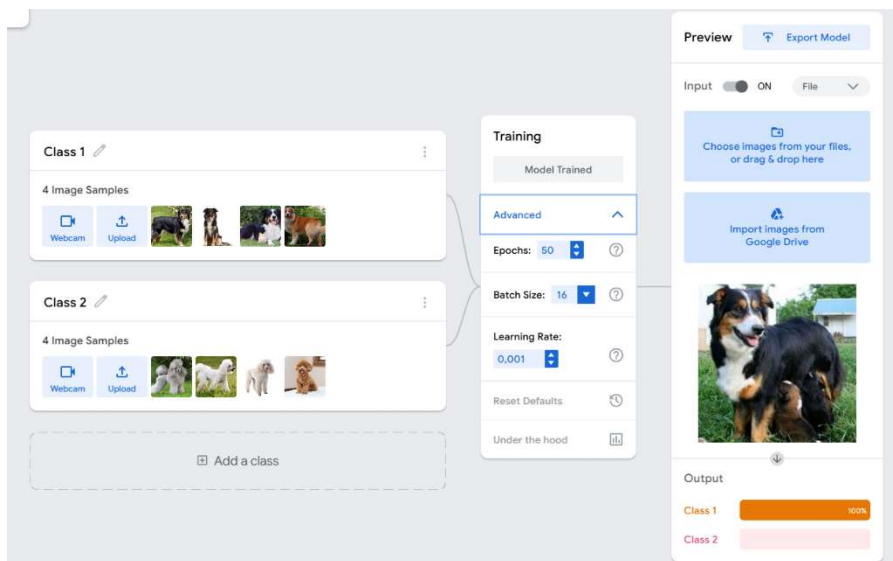 Class 1
4 Image Samples
Webcam
Upload
Class 2
4 Image Samples
Webcam
Upload
Add a class
Training
Model Trained
Advanced
Epochs: 50
Batch Size: 16
Learning Rate:
0,001
Reset Defaults
Under the hood
Preview
Export Model
Input ON File
Choose images from your files,
or drag & drop here
Import images from
Google Drive
Output
Class 1 100%
Class 2